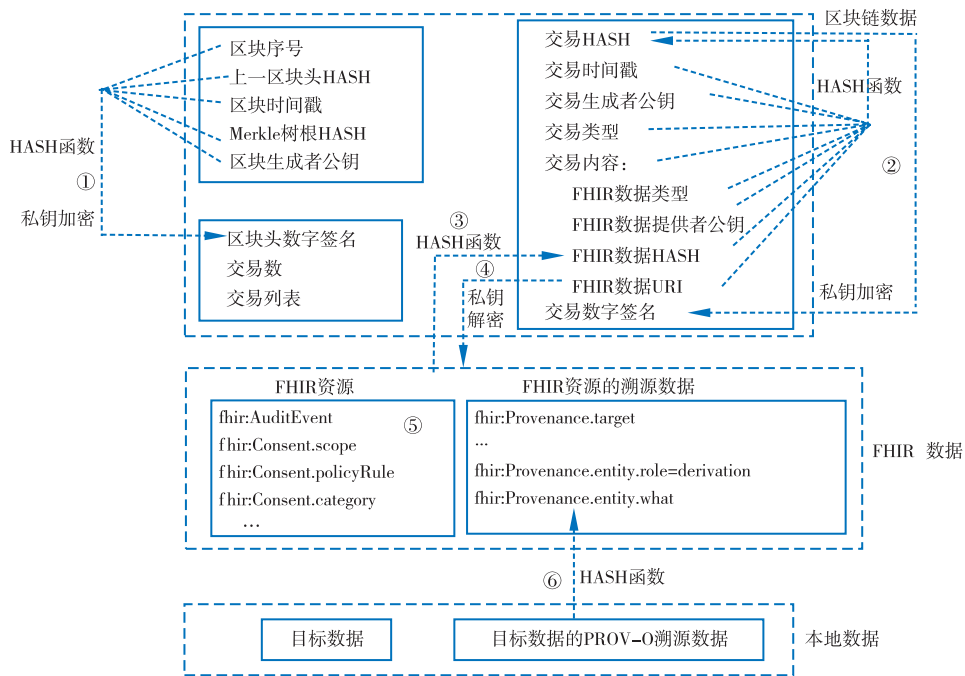 区块链数据
区块序号
上一区块头HASH
区块时间戳
Merkle树根HASH
区块生成者公钥
HASH函数
①
私钥加密
区块头数字签名
交易数
交易列表
交易HASH
交易时间戳
交易生成者公钥
交易类型
交易内容：
FHIR数据类型
FHIR数据提供者公钥
FHIR数据HASH
FHIR数据URI
交易数字签名
HASH函数
②
私钥加密
③
HASH函数
④
私钥
解密
FHIR资源
fhir:AuditEvent
⑤
fhir:Consent.scope
fhir:Consent.policyRule
fhir:Consent.category
…
FHIR资源的溯源数据
fhir:Provenance.target
…
fhir:Provenance.entity.role=derivation
fhir:Provenance.entity.what
FHIR 数据
⑥
HASH函数
目标数据
目标数据的PROV-O溯源数据
本地数据